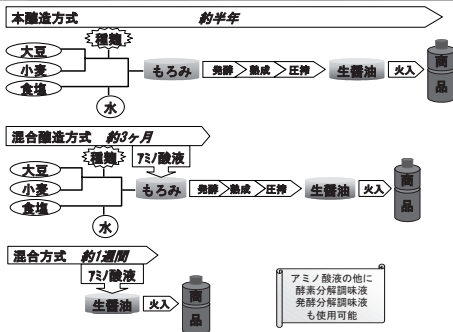 本醸造方式 約半年
種麹
大豆
小麦
食塩
水
もろみ
発酵 熟成 圧搾
生醤油
火入
商品
混合醸造方式 約3ヶ月
種麹
アミノ酸液
大豆
小麦
食塩
水
もろみ
発酵 熟成 圧搾
生醤油
火入
商品
混合方式 約1週間
アミノ酸液
生醤油
火入
商品
アミノ酸液の他に
酵素分解調味液
発酵分解調味液
も使用可能